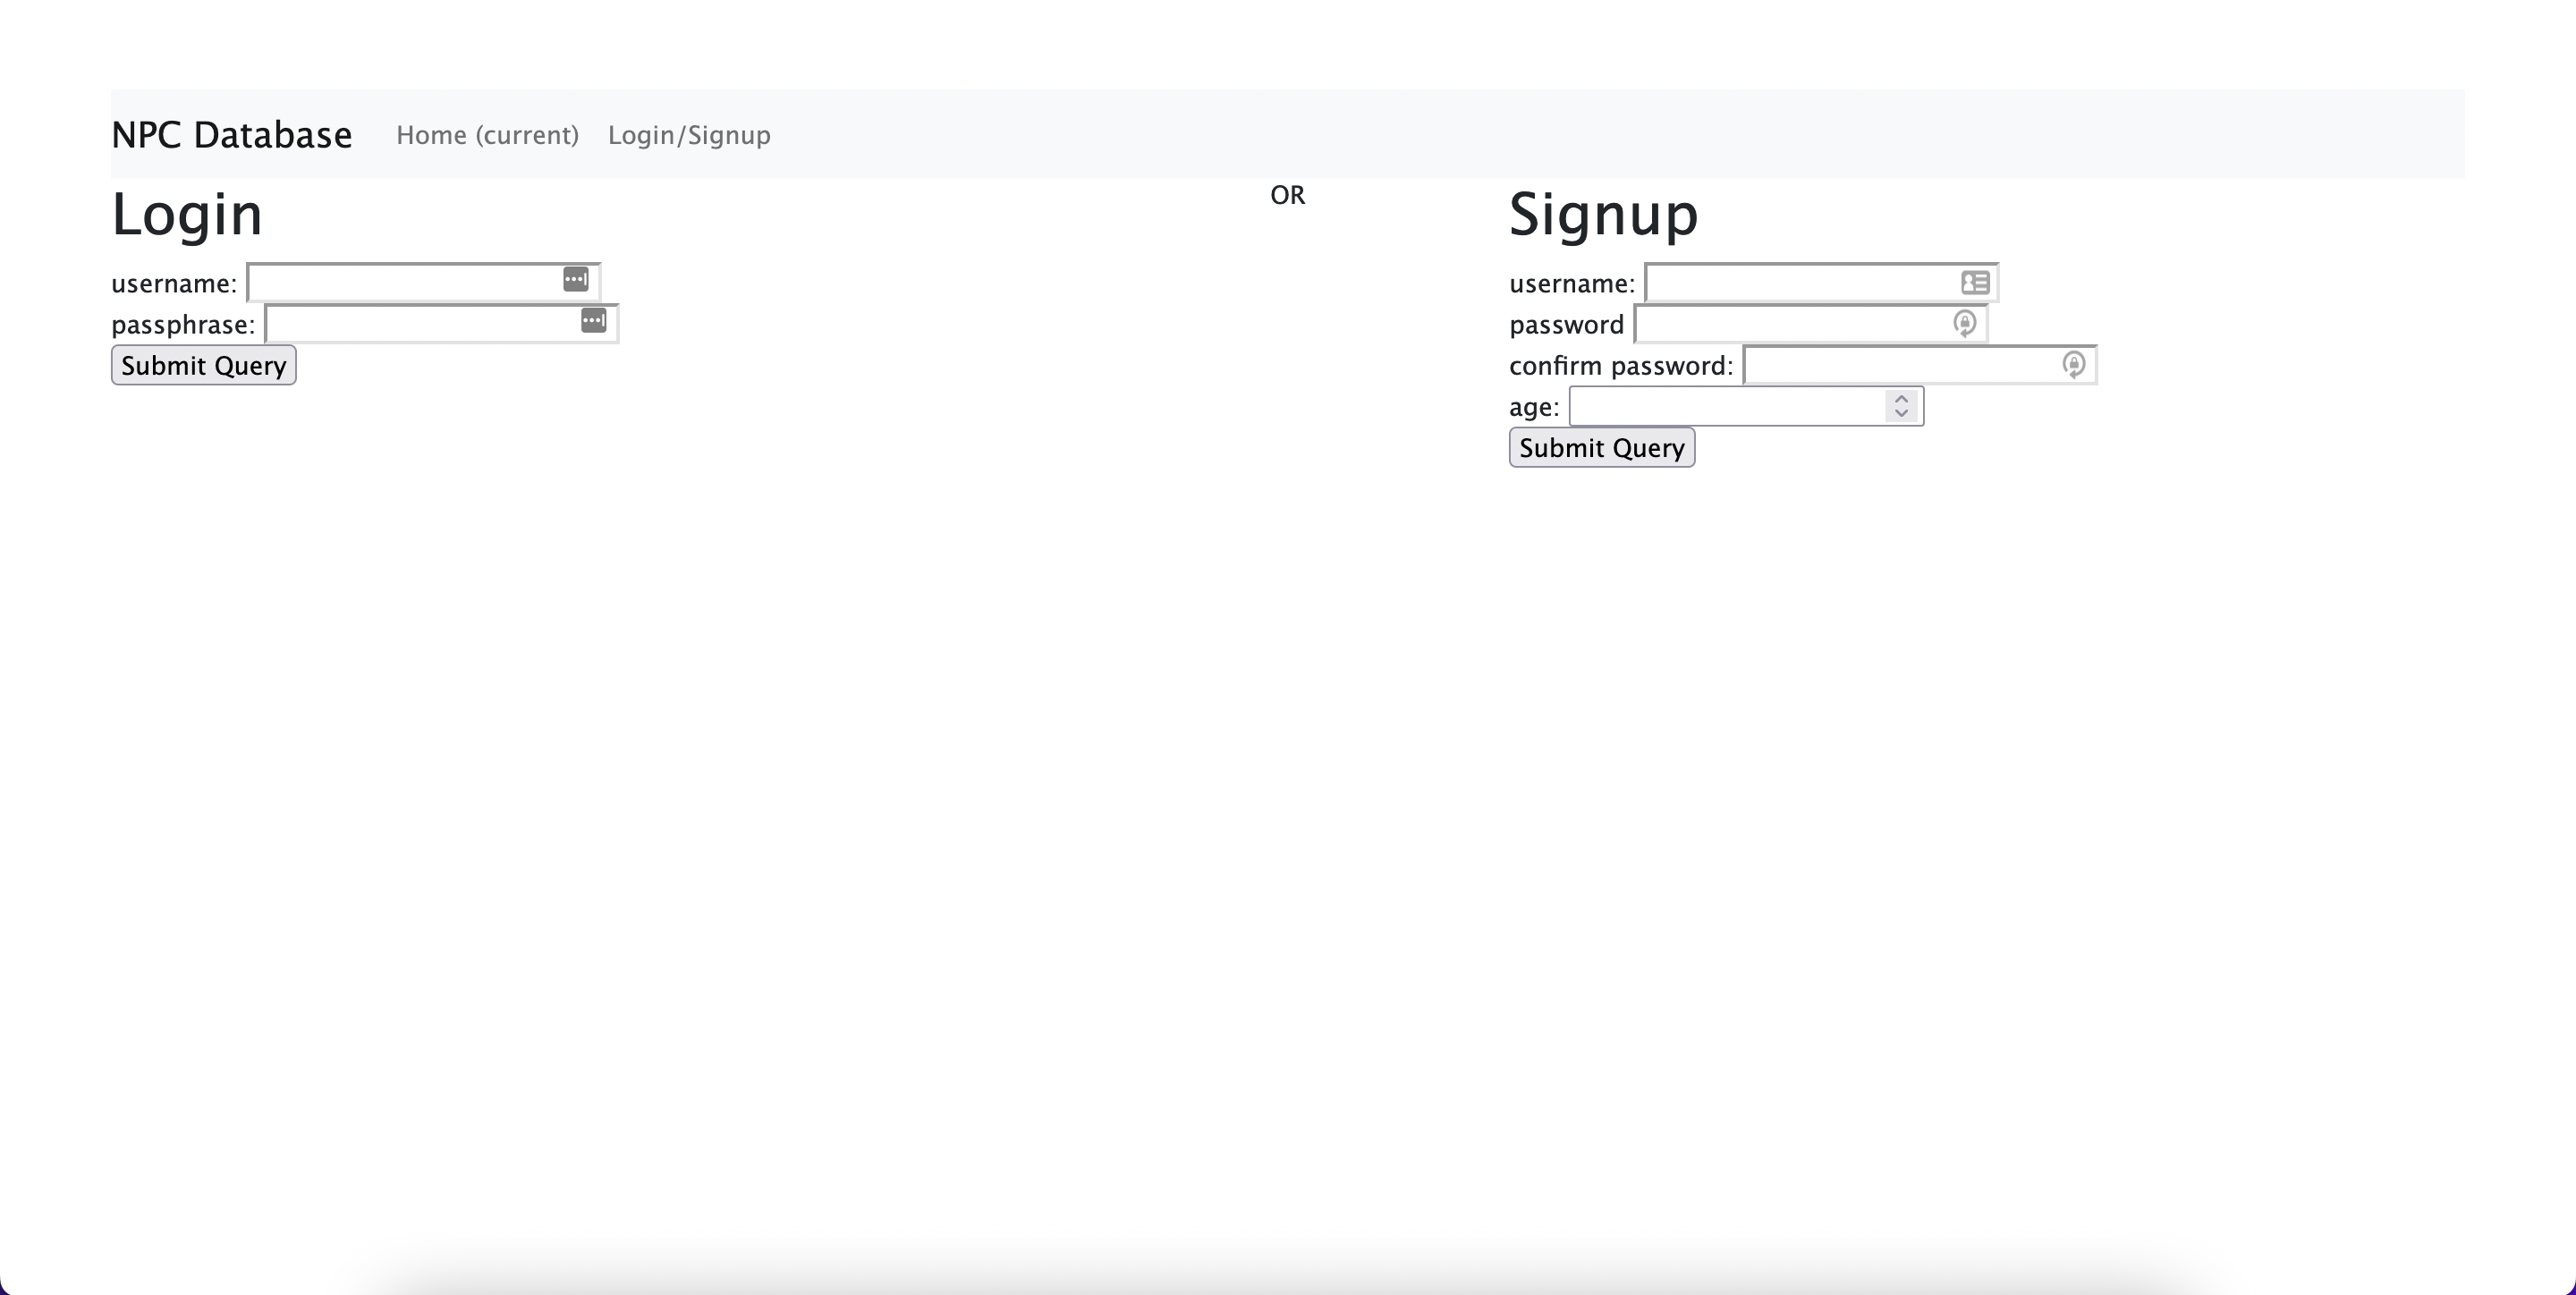 NPC Database Home (current) Login/Signup
Login
username:
passphrase:
Submit Query
OR
Signup
username:
password
confirm password:
age:
Submit Query